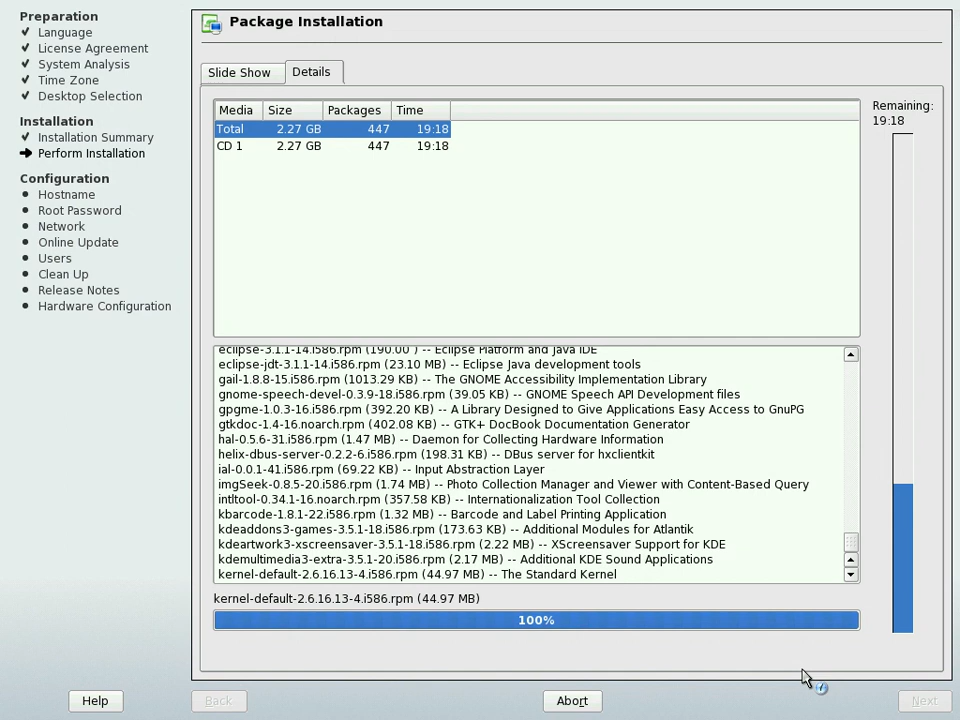 Preparation
Language
License Agreement
System Analysis
Time Zone
Desktop Selection
Installation
Installation Summary
Perform Installation
Configuration
Hostname
Root Password
Network
Online Update
Users
Clean Up
Release Notes
Hardware Configuration
Package Installation
Slide Show Details
Media Size Packages Time
Total 2.27 GB 447 19:18
CD 1 2.27 GB 447 19:18
Remaining:
19:18
eclipse-3.1.1-14.i586.rpm (190.00 ) -- Eclipse Platform and Java IDE
eclipse-jdt-3.1.1-14.i586.rpm (23.10 MB) -- Eclipse Java development tools
gail-1.8.8-15.i586.rpm (1013.29 KB) -- The GNOME Accessibility Implementation Library
gnome-speech-devel-0.3.9-18.i586.rpm (39.05 KB) -- GNOME Speech API Development files
gpgme-1.0.3-16.i586.rpm (392.20 KB) -- A Library Designed to Give Applications Easy Access to GnuPG
gtkdoc-1.4-16.noarch.rpm (402.08 KB) -- GTK+ DocBook Documentation Generator
hal-0.5.6-31.i586.rpm (1.47 MB) -- Daemon for Collecting Hardware Information
helix-dbus-server-0.2.2-6.i586.rpm (198.31 KB) -- DBus server for hxclientkit
ial-0.0.1-41.i586.rpm (69.22 KB) -- Input Abstraction Layer
imgSeek-0.8.5-20.i586.rpm (1.74 MB) -- Photo Collection Manager and Viewer with Content-Based Query
intltool-0.34.1-16.noarch.rpm (357.58 KB) -- Internationalization Tool Collection
kbarcode-1.8.1-22.i586.rpm (1.32 MB) -- Barcode and Label Printing Application
kdeaddons3-games-3.5.1-18.i586.rpm (173.63 KB) -- Additional Modules for Atlantik
kdeartwork3-xscreensaver-3.5.1-18.i586.rpm (2.22 MB) -- XScreensaver Support for KDE
kdemultimedia3-extra-3.5.1-20.i586.rpm (2.17 MB) -- Additional KDE Sound Applications
kernel-default-2.6.16.13-4.i586.rpm (44.97 MB) -- The Standard Kernel
kernel-default-2.6.16.13-4.i586.rpm (44.97 MB)
100%
Help Back Abort Next